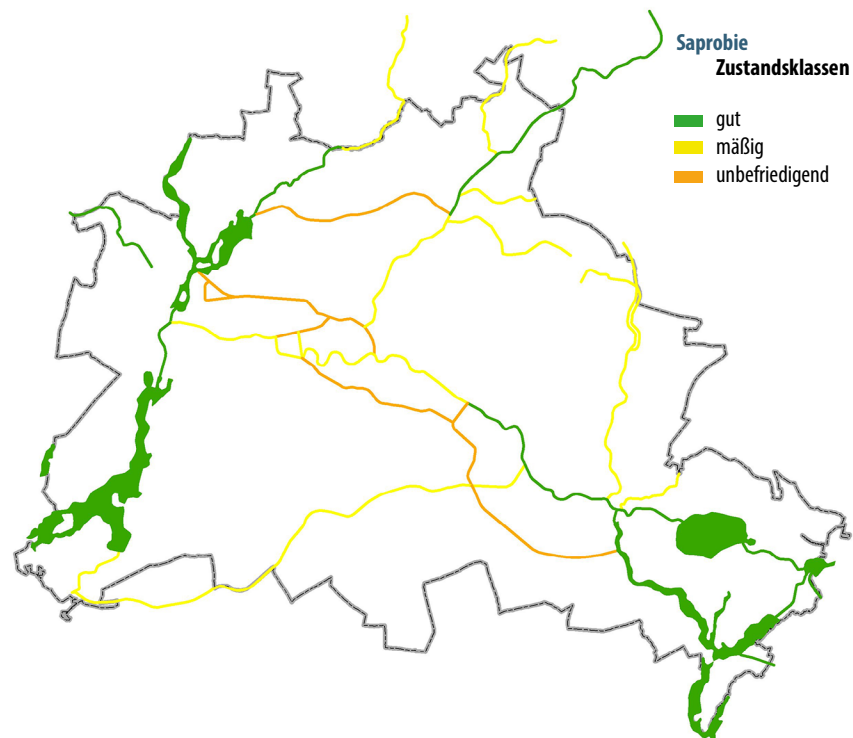 Saprobie
Zustandsklassen
gut
mäßig
unbefriedigend